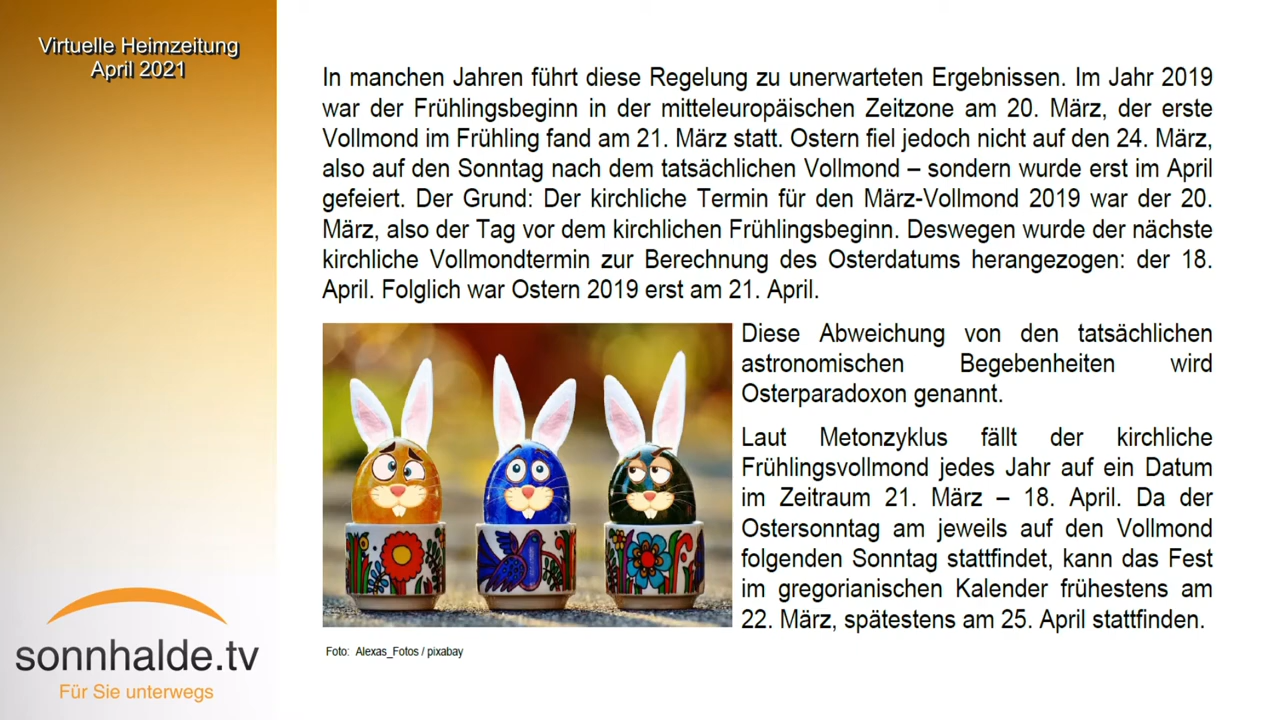 Virtuelle Heimzeitung
April 2021
In manchen Jahren führt diese Regelung zu unerwarteten Ergebnissen. Im Jahr 2019
war der Frühlingsbeginn in der mitteleuropäischen Zeitzone am 20. März, der erste
Vollmond im Frühling fand am 21. März statt. Ostern fiel jedoch nicht auf den 24. März,
also auf den Sonntag nach dem tatsächlichen Vollmond – sondern wurde erst im April
gefeiert. Der Grund: Der kirchliche Termin für den März-Vollmond 2019 war der 20.
März, also der Tag vor dem kirchlichen Frühlingsbeginn. Deswegen wurde der nächste
kirchliche Vollmondtermin zur Berechnung des Osterdatums herangezogen: der 18.
April. Folglich war Ostern 2019 erst am 21. April.
Diese Abweichung von den tatsächlichen
astronomischen Begebenheiten wird
Osterparadoxon genannt.
Laut Metonzyklus fällt der kirchliche
Frühlingsvollmond jedes Jahr auf ein Datum
im Zeitraum 21. März – 18. April. Da der
Ostersonntag am jeweils auf den Vollmond
folgenden Sonntag stattfindet, kann das Fest
im gregorianischen Kalender frühestens am
22. März, spätestens am 25. April stattfinden.
Foto: Alexas_Fotos / pixabay
sonnhalde.tv
Für Sie unterwegs